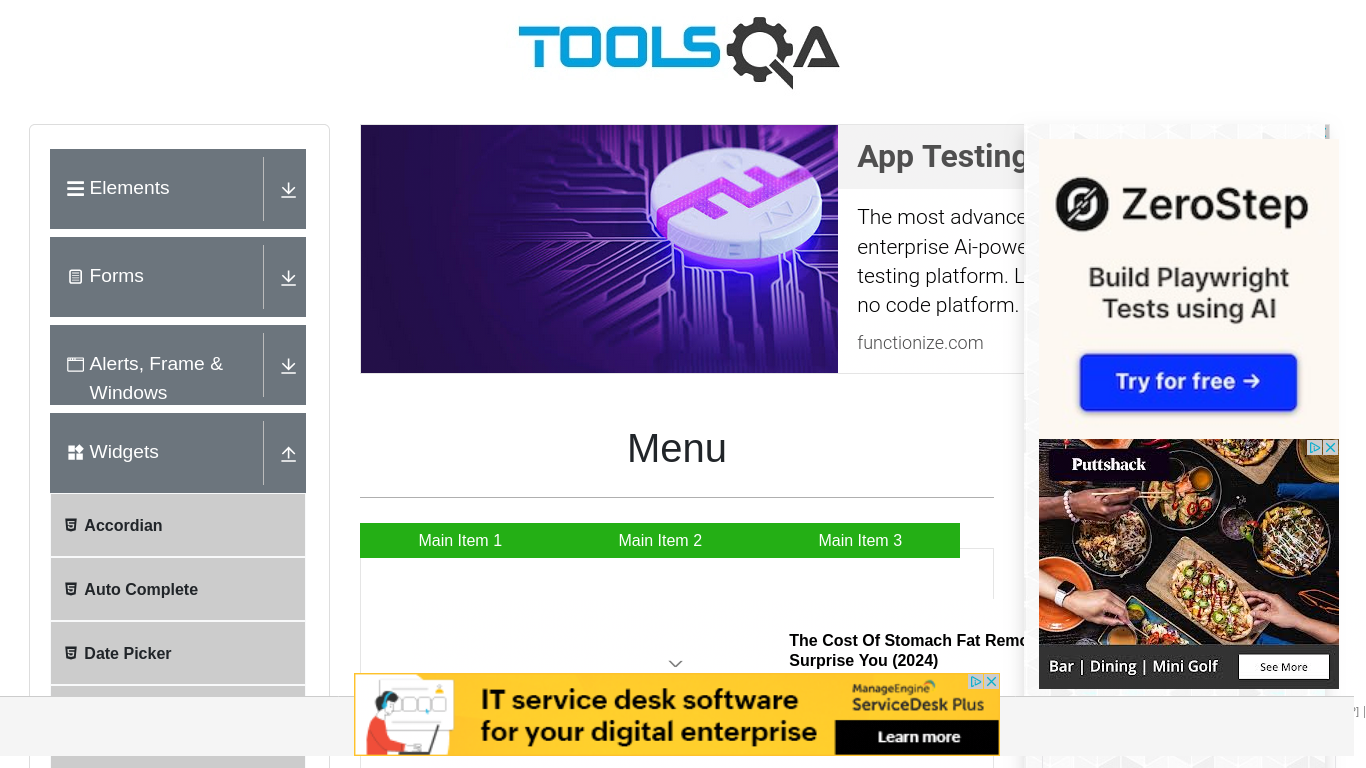 TOOLSQA
Elements
Forms
Alerts, Frame &
Windows
Widgets
Accordian
Auto Complete
Date Picker
App Testing
The most advance
enterprise Ai-powe
testing platform. L
no code platform.
functionize.com
Menu
Main Item 1
Main Item 2
Main Item 3
The Cost Of Stomach Fat Remo
Surprise You (2024)
ZeroStep
Build Playwright
Tests using AI
Try for free →
Puttshack
Bar | Dining | Mini Golf
See More
IT service desk software
for your digital enterprise
ManageEngine
ServiceDesk Plus
Learn more